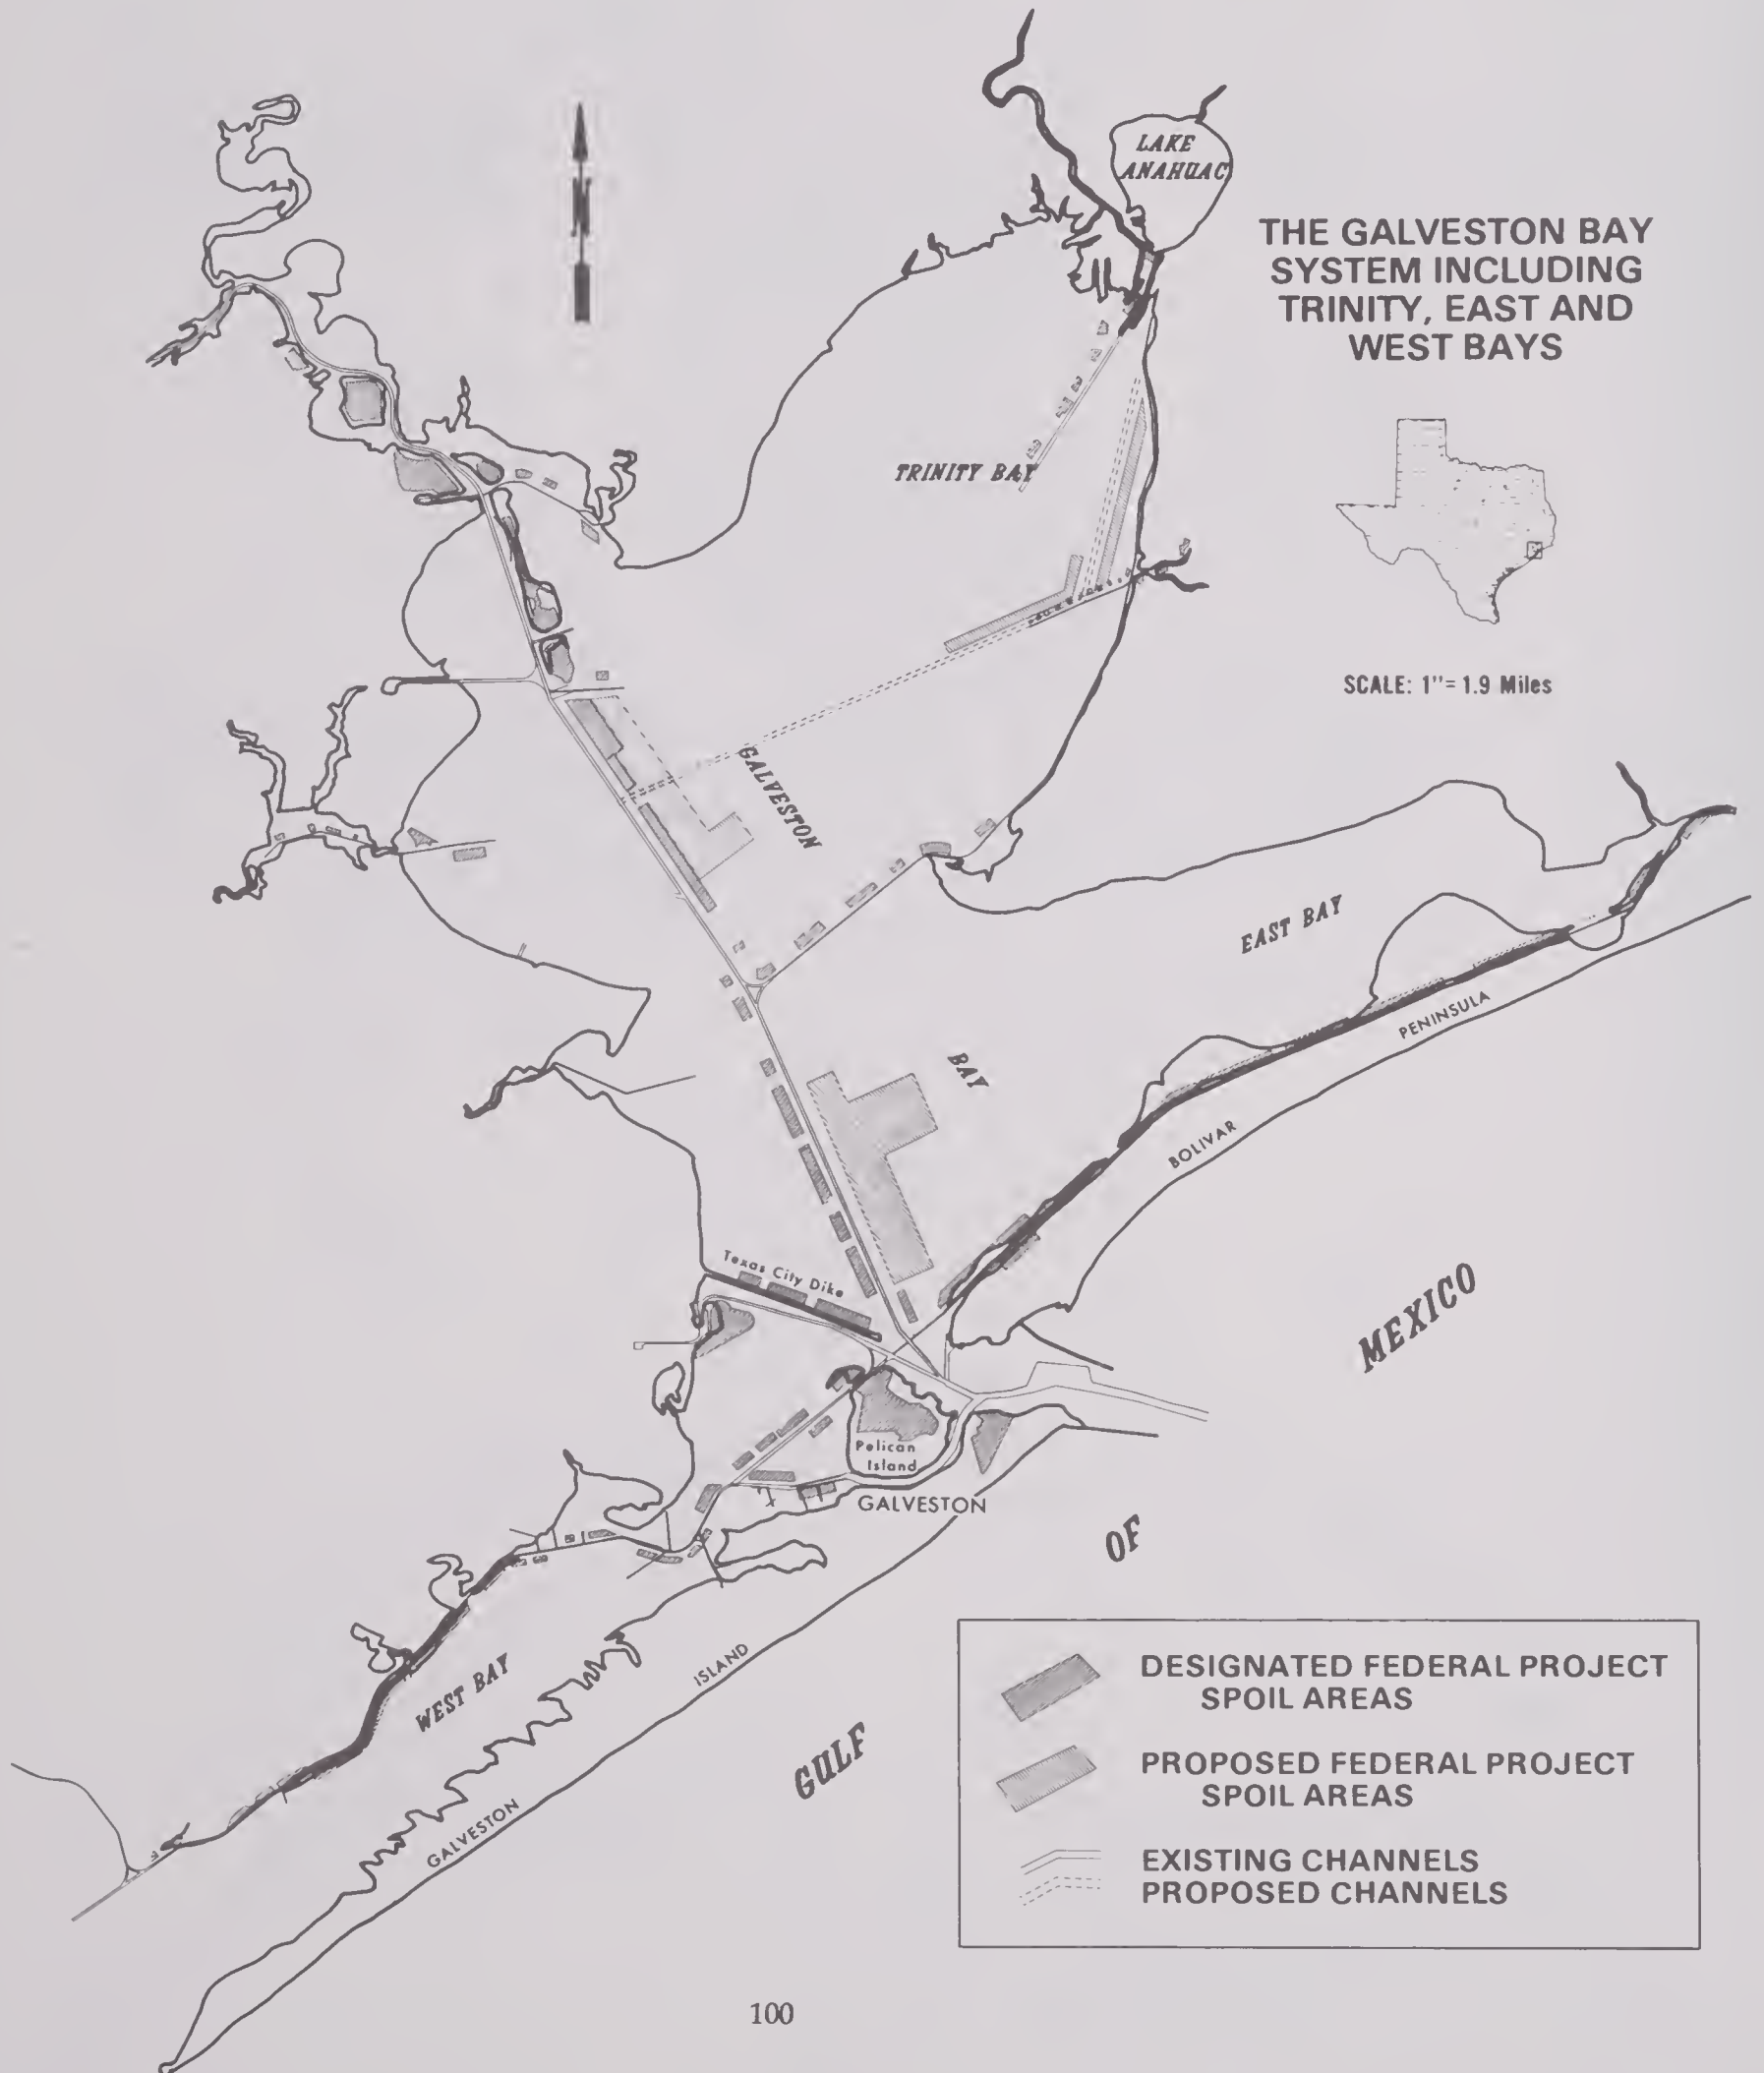 LAKE
ANAHUAC
N
THE GALVESTON BAY
SYSTEM INCLUDING
TRINITY, EAST AND
WEST BAYS
TRINITY BAY
SCALE: 1"= 1.9 Miles
GALVESTON
BAY
EAST BAY
BOLIVAR
PENINSULA
Texas City Dike
Pelican
Island
GALVESTON
GULF
OF
MEXICO
WEST BAY
GALVESTON
ISLAND
DESIGNATED FEDERAL PROJECT
SPOIL AREAS
PROPOSED FEDERAL PROJECT
SPOIL AREAS
EXISTING CHANNELS
PROPOSED CHANNELS
100